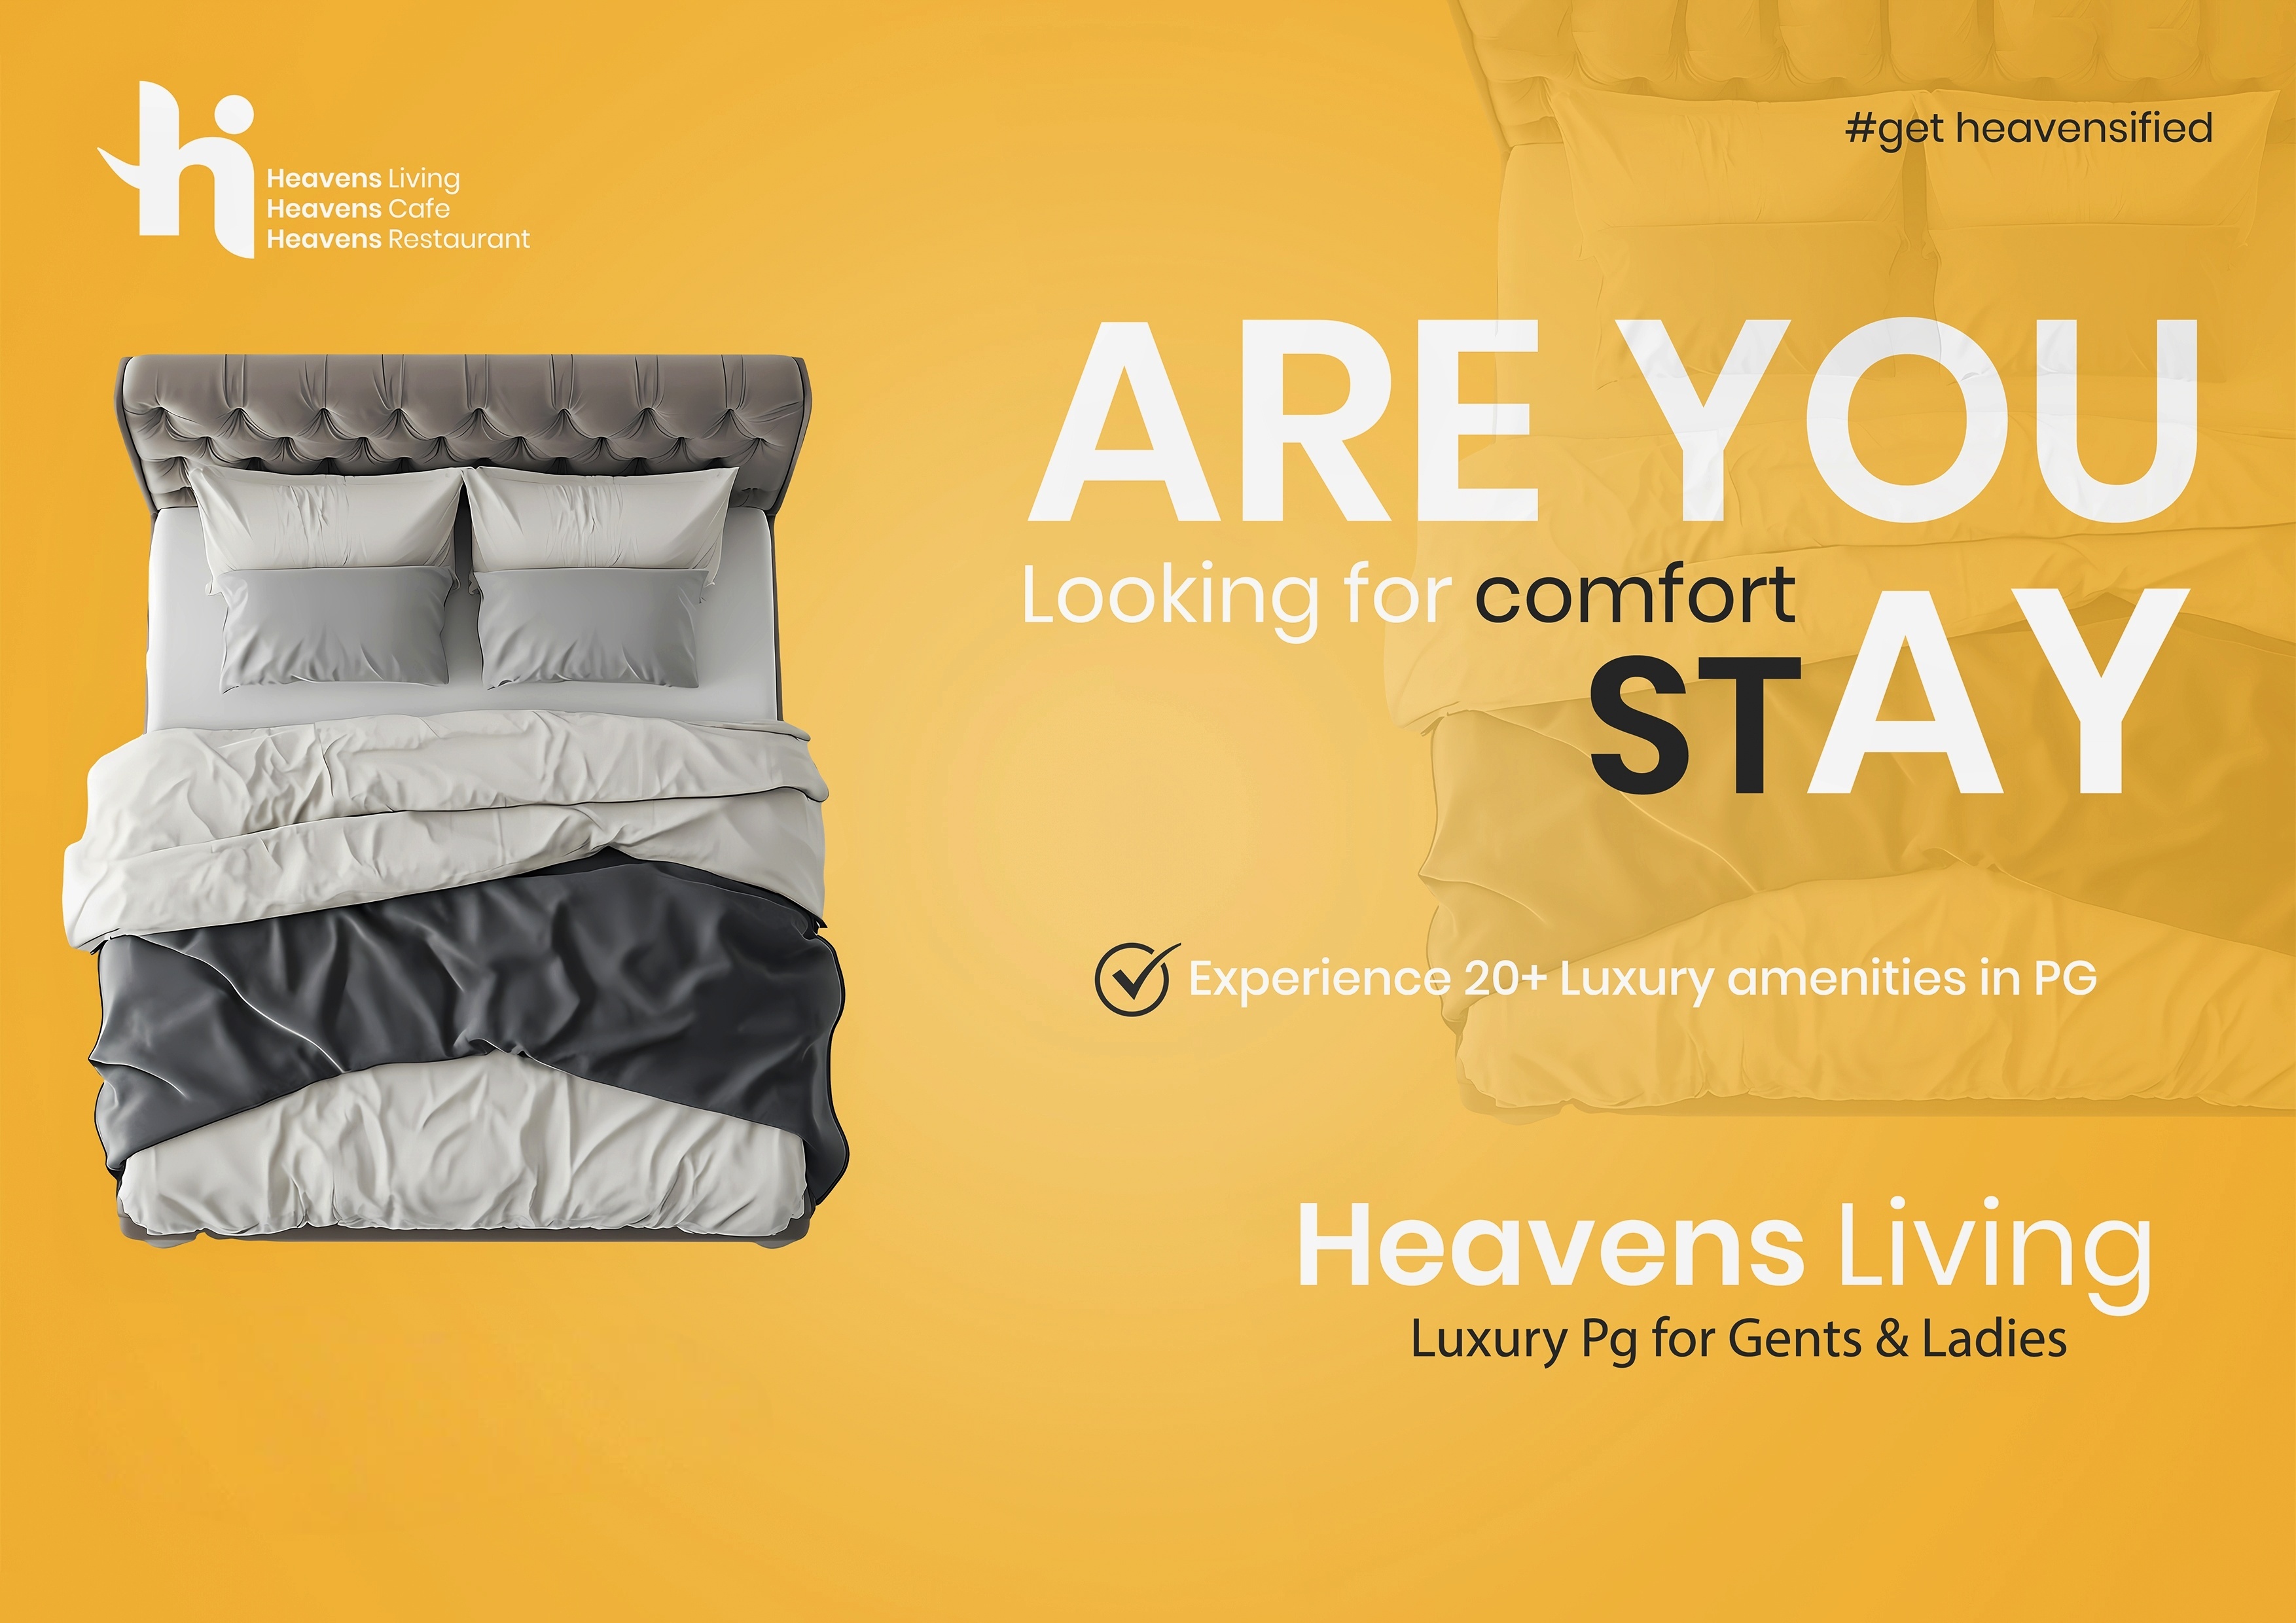 Heavens Living
Heavens Cafe
Heavens Restaurant
#get heavensified
ARE YOU
Looking for comfort
STAY
Experience 20+ Luxury amenities in PG
Heavens Living
Luxury Pg for Gents & Ladies